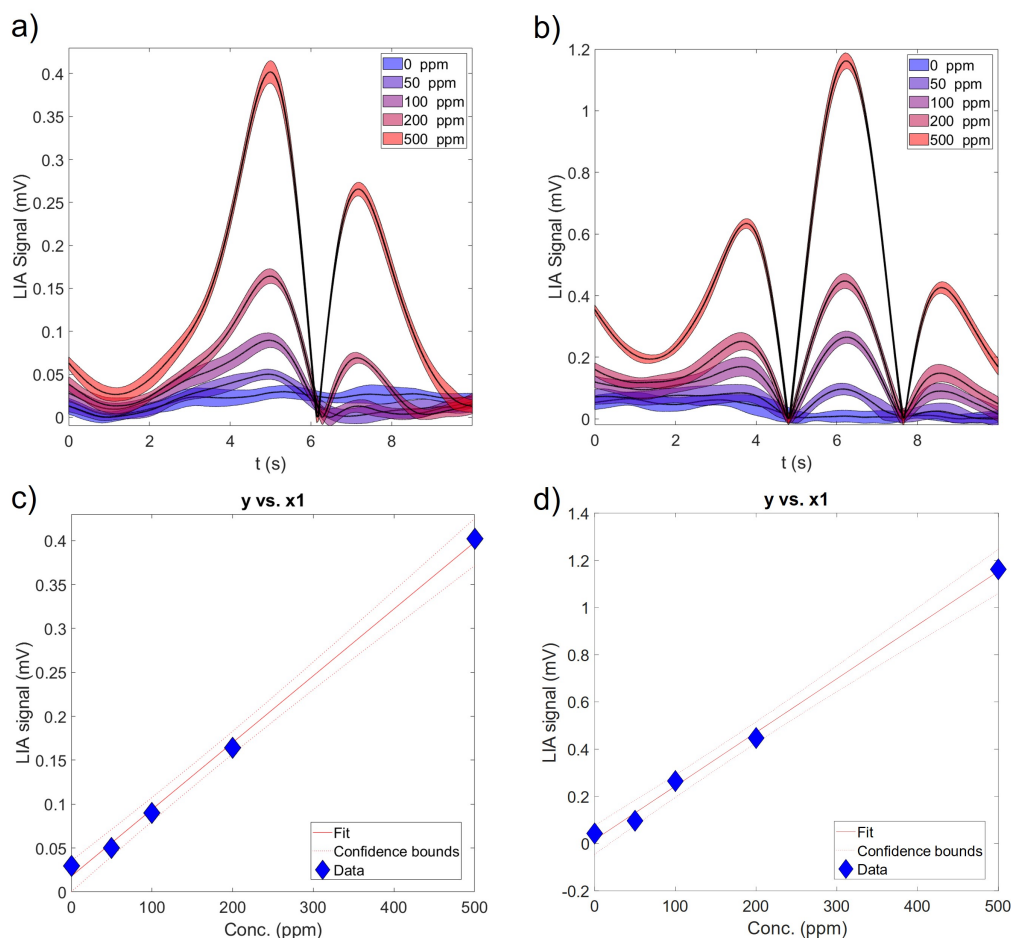 a)
LIA Signal (mV)
0.4
0.35
0.3
0.25
0.2
0.15
0.1
0.05
0
0 2 4 6 8
t (s)
0 ppm
50 ppm
100 ppm
200 ppm
500 ppm
b)
LIA Signal (mV)
1.2
1
0.8
0.6
0.4
0.2
0
0 2 4 6 8 10
t (s)
0 ppm
50 ppm
100 ppm
200 ppm
500 ppm
c)
y vs. x1
LIA signal (mV)
0.4
0.35
0.3
0.25
0.2
0.15
0.1
0.05
0
0 100 200 300 400 500
Conc. (ppm)
Fit
Confidence bounds
Data
d)
y vs. x1
LIA signal (mV)
1.4
1.2
1
0.8
0.6
0.4
0.2
0
-0.2
0 100 200 300 400 500
Conc. (ppm)
Fit
Confidence bounds
Data